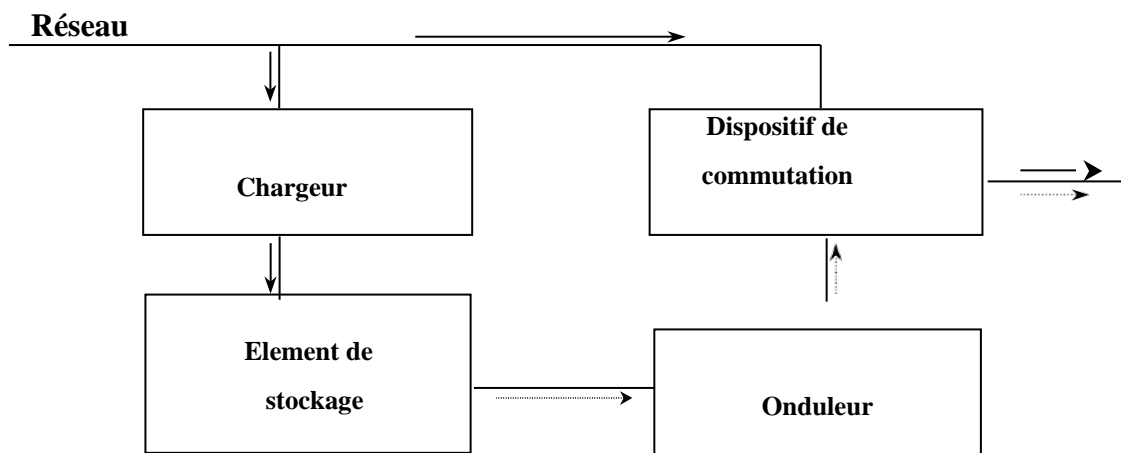 Réseau
Chargeur
Dispositif de
commutation
Element de
stockage
Onduleur